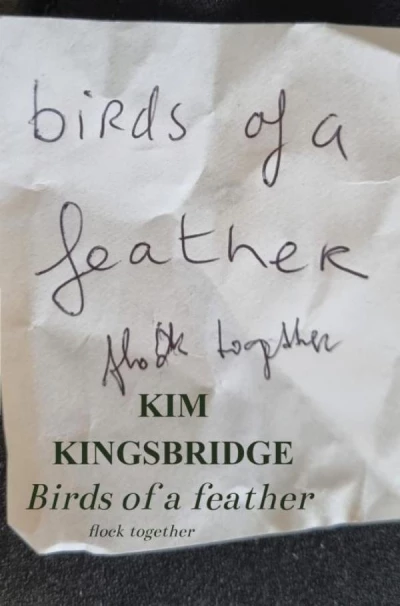 biRds of a
feather
flock together
KIM
KINGSBRIDGE
Birds of a feather
flock together